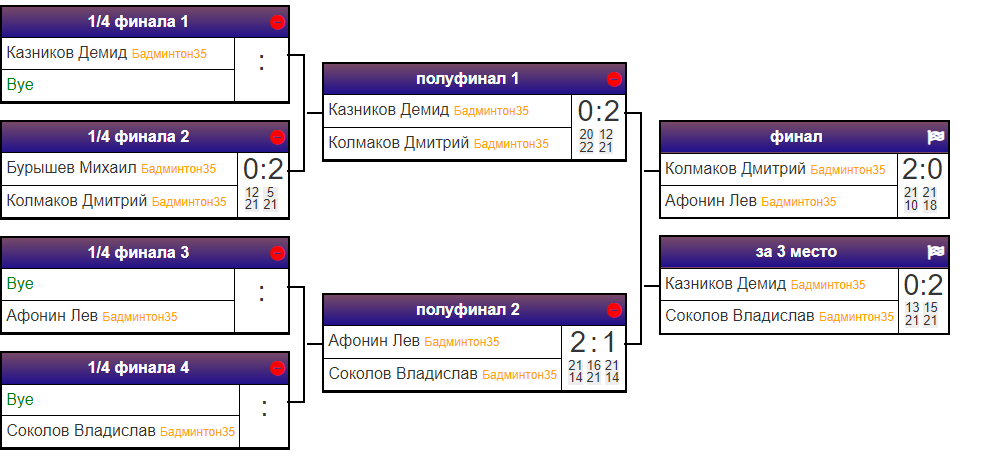 1/4 финала 1
Казников Демид Бадминтон35
:
Bye
1/4 финала 2
Бурышев Михаил Бадминтон35
0:2
Колмаков Дмитрий Бадминтон35
12 5
21 21
1/4 финала 3
Bye
:
Афонин Лев Бадминтон35
1/4 финала 4
Bye
:
Соколов Владислав Бадминтон35
полуфинал 1
Казников Демид Бадминтон35
0:2
Колмаков Дмитрий Бадминтон35
20 12
22 21
полуфинал 2
Афонин Лев Бадминтон35
2:1
Соколов Владислав Бадминтон35
21 16 21
14 21 14
финал
Колмаков Дмитрий Бадминтон35
2:0
Афонин Лев Бадминтон35
21 21
10 18
за 3 место
Казников Демид Бадминтон35
0:2
Соколов Владислав Бадминтон35
13 15
21 21